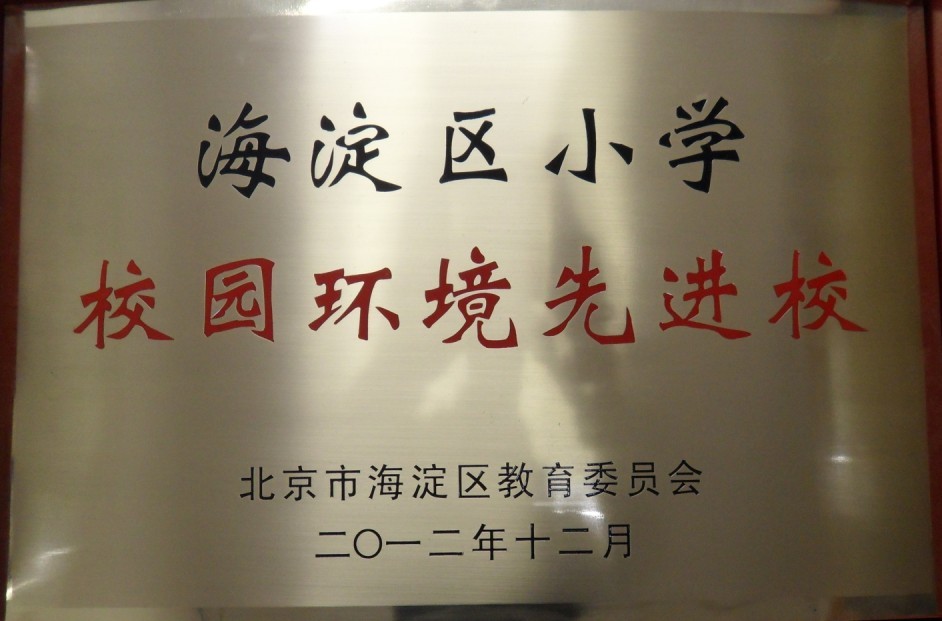 海淀区小学
校园环境先进校
北京市海淀区教育委员会
二〇一二年十二月